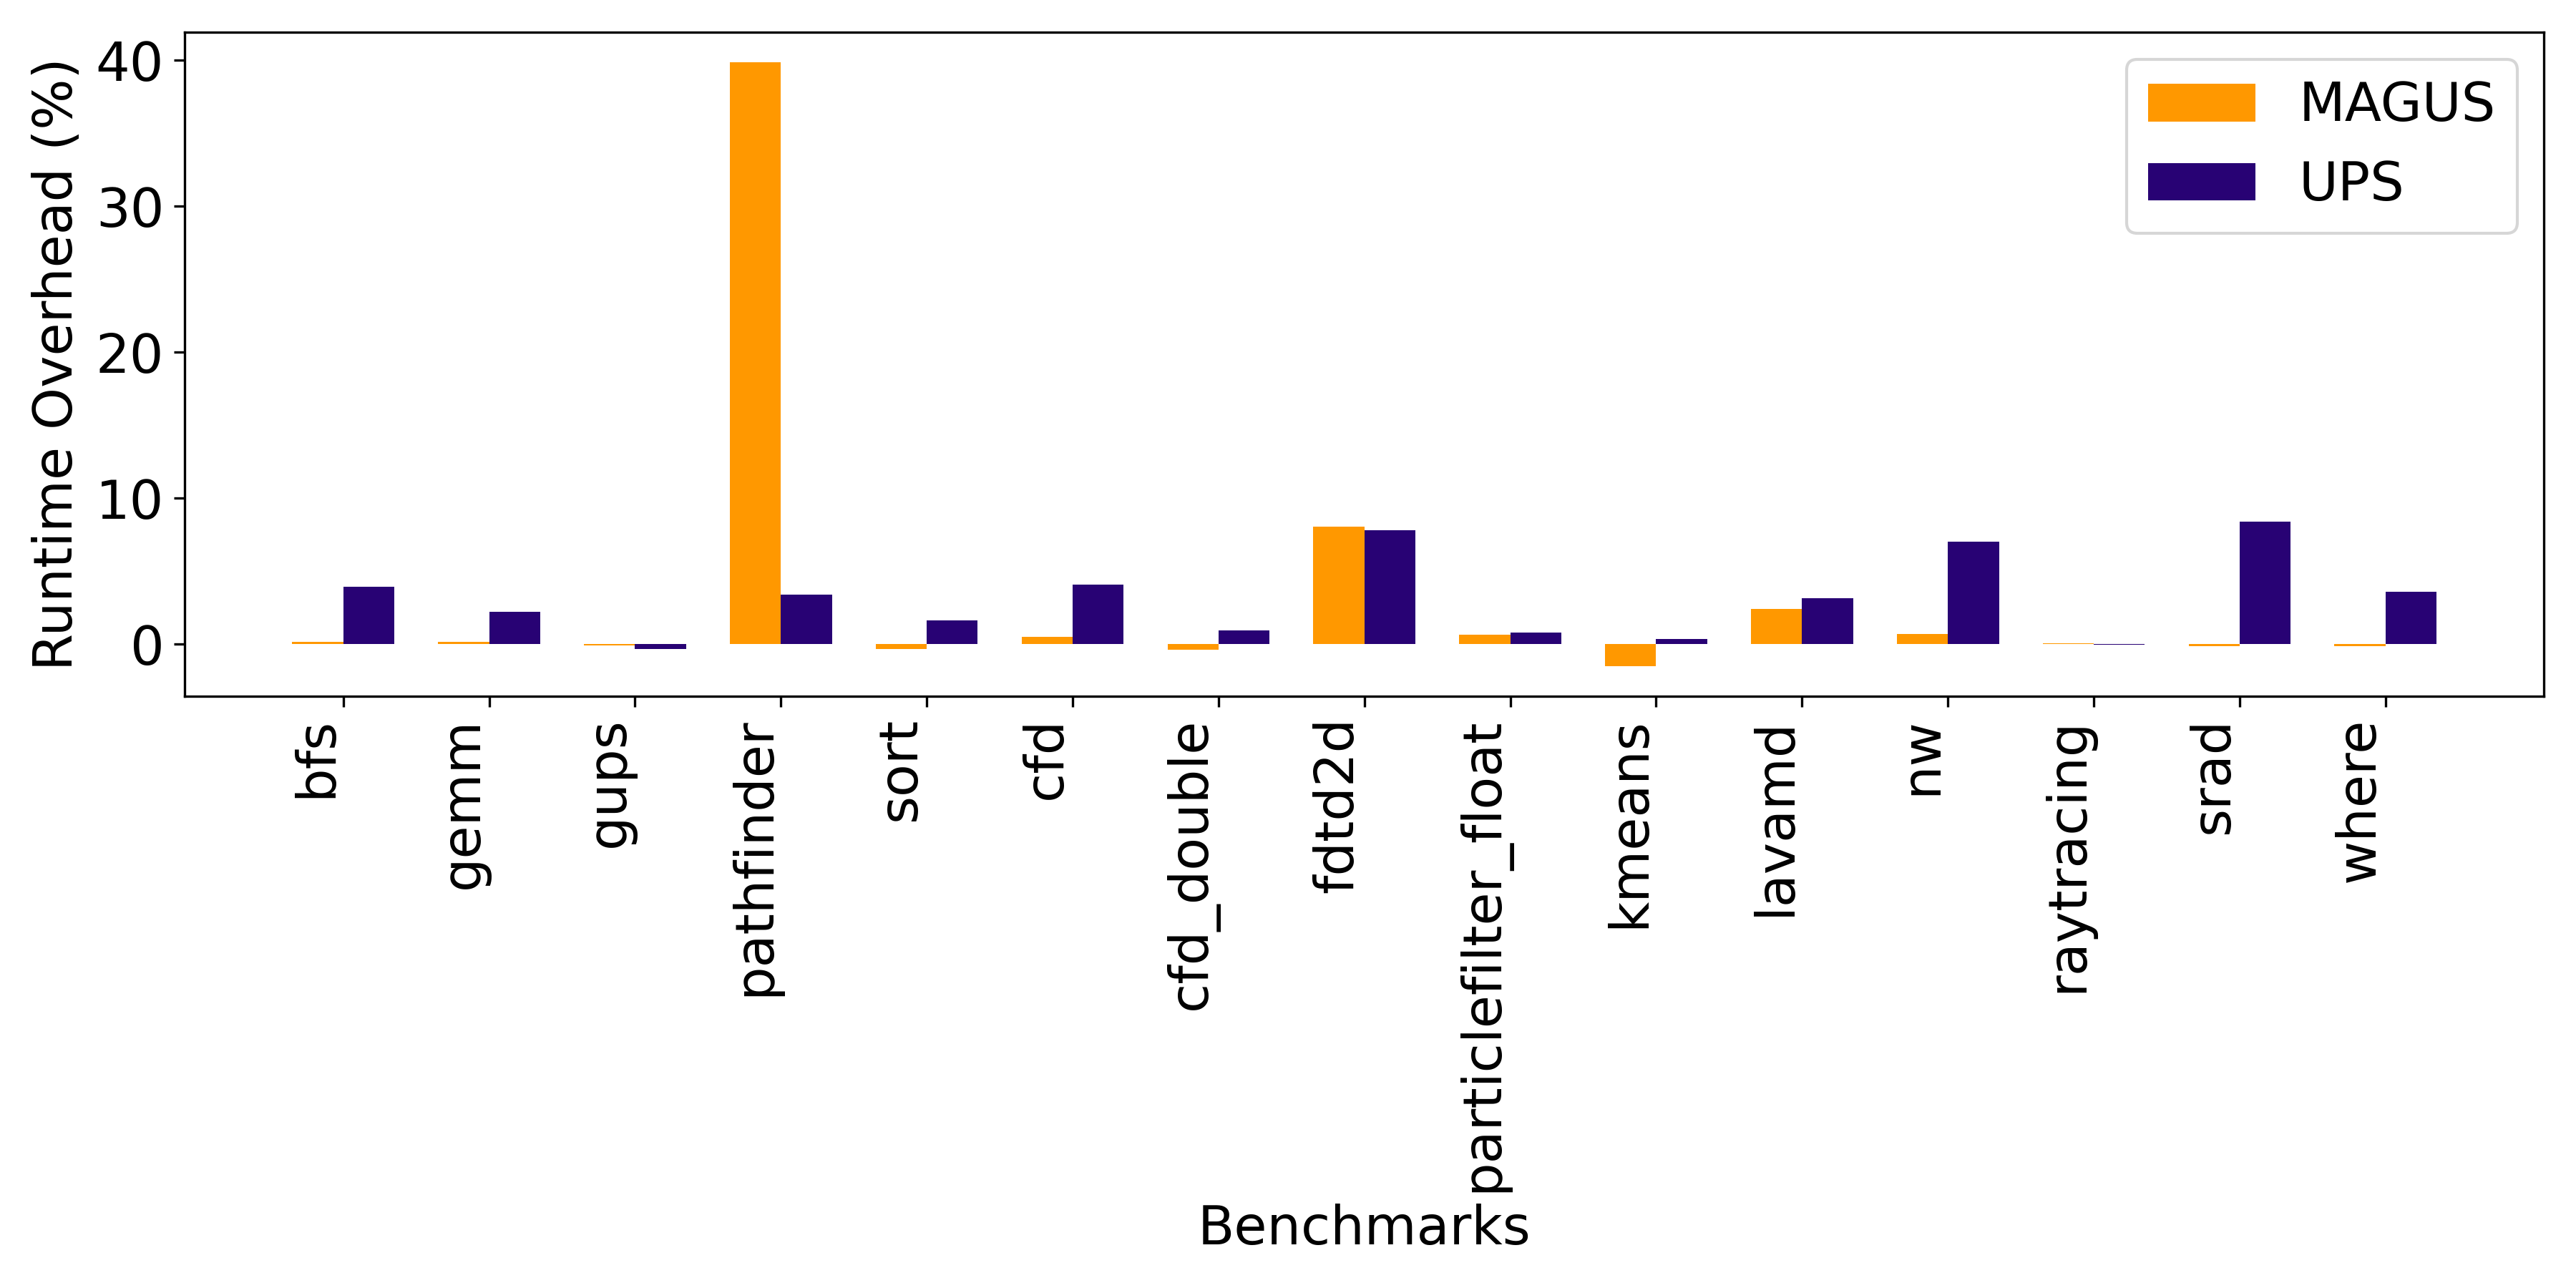 Runtime Overhead (%)
40
30
20
10
0
MAGUS
UPS
bfs
gemm
gups
pathfinder
sort
cfd
cfd_double
fdtd2d
particlefilter_float
kmeans
lavamd
nw
raytracing
srad
where
Benchmarks